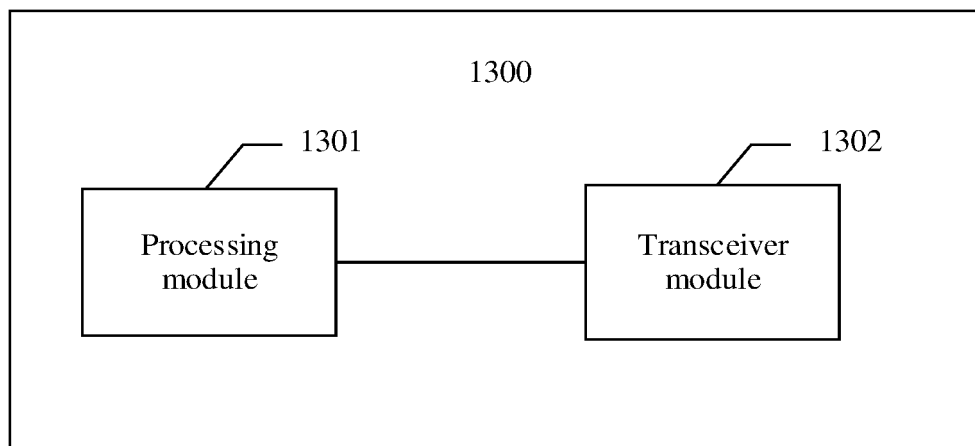 1300
1301
1302
Processing
module
Transceiver
module